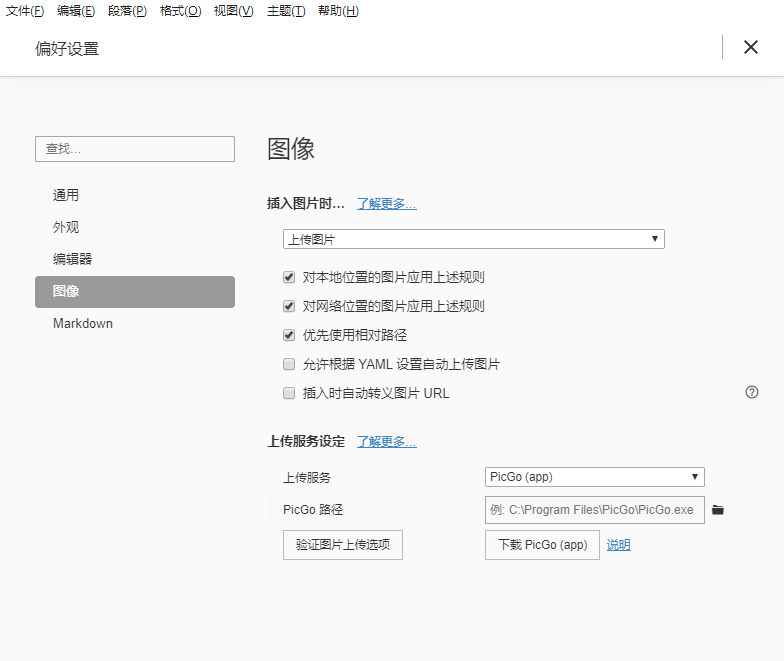 文件(F) 编辑(E) 段落(P) 格式(O) 视图(V) 主题(T) 帮助(H)
偏好设置
查找...
通用
外观
编辑器
图像
Markdown
图像
插入图片时... 了解更多...
上传图片
对本地位置的图片应用上述规则
对网络位置的图片应用上述规则
优先使用相对路径
允许根据 YAML 设置自动上传图片
插入时自动转义图片 URL
上传服务设定 了解更多...
上传服务 PicGo (app)
PicGo 路径 例: C:\Program Files\PicGo\PicGo.exe
验证图片上传选项 下载 PicGo (app) 说明